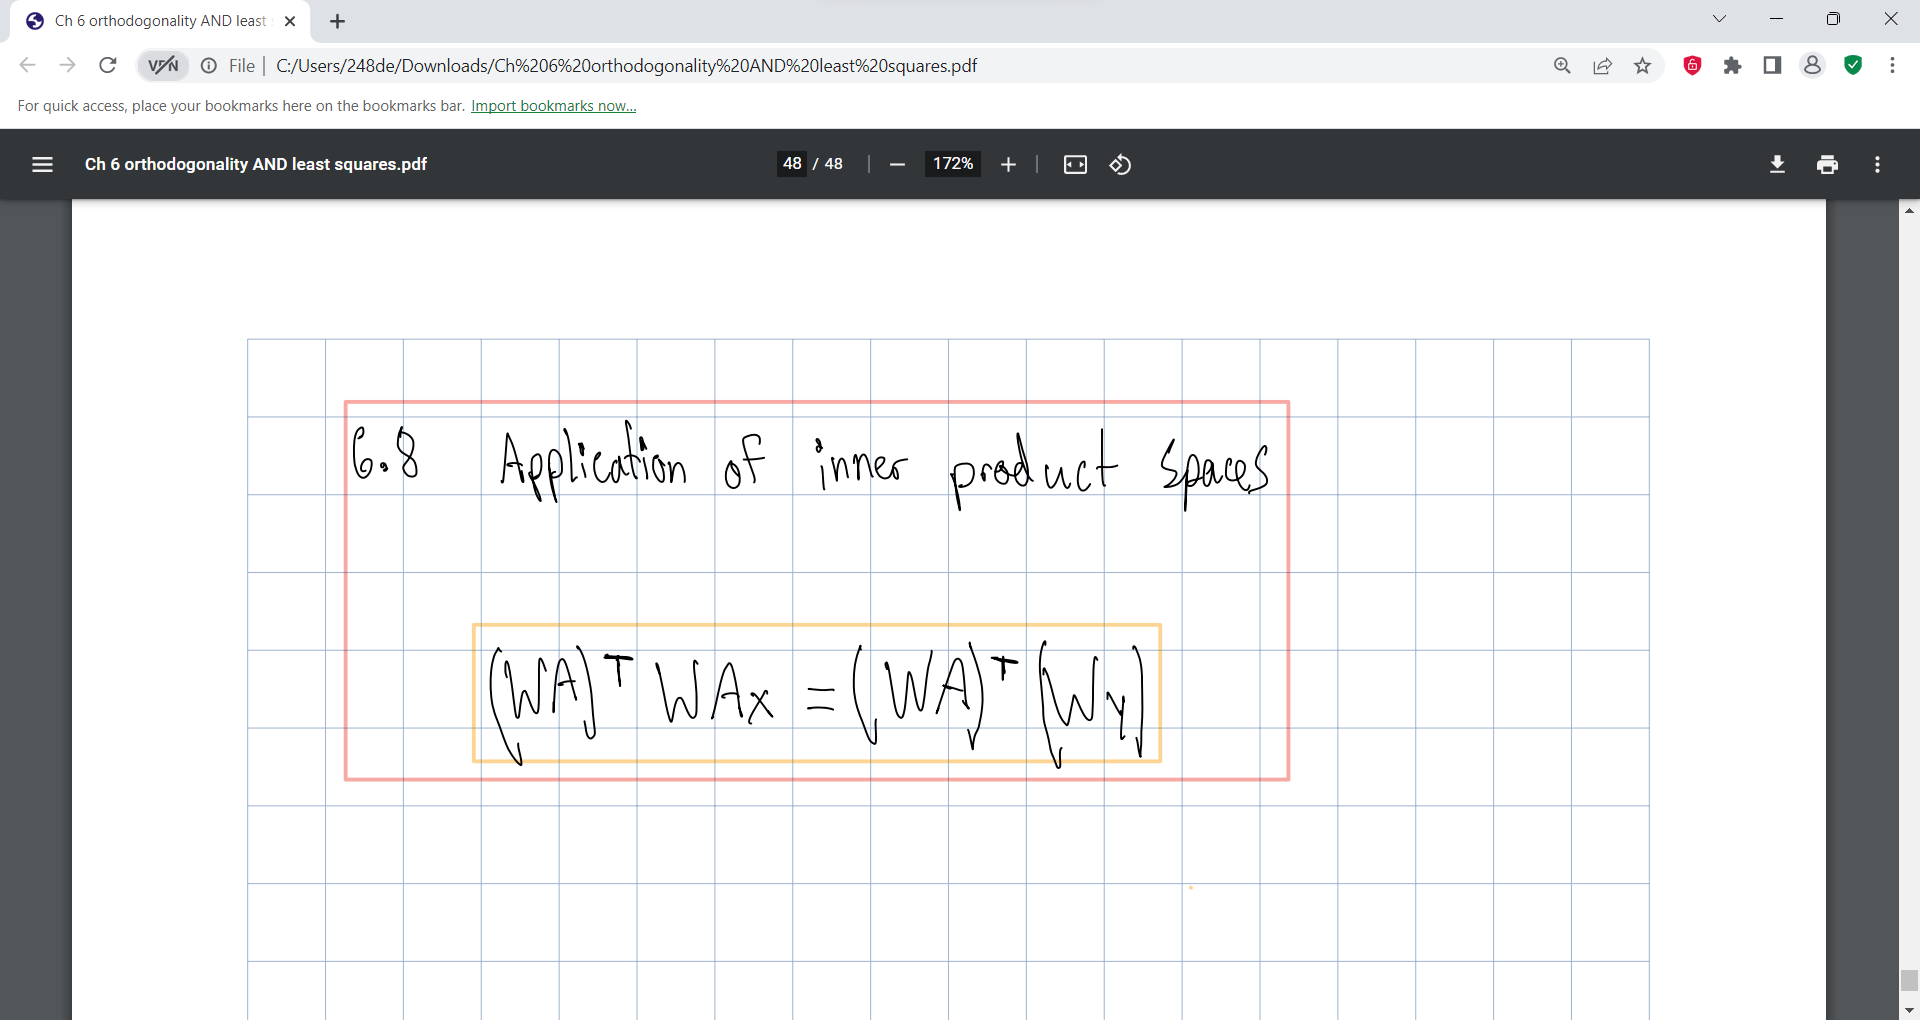 Ch 6 orthodogonality AND least
VPN File C:/Users/248de/Downloads/Ch%206%20orthodogonality%20AND%20least%20squares.pdf
For quick access, place your bookmarks here on the bookmarks bar. Import bookmarks now...
Ch 6 orthodogonality AND least squares.pdf 48 / 48 172%
6.8 Application of inner product spaces
(WA)ᵀ WAx = (WA)ᵀ (Wy)